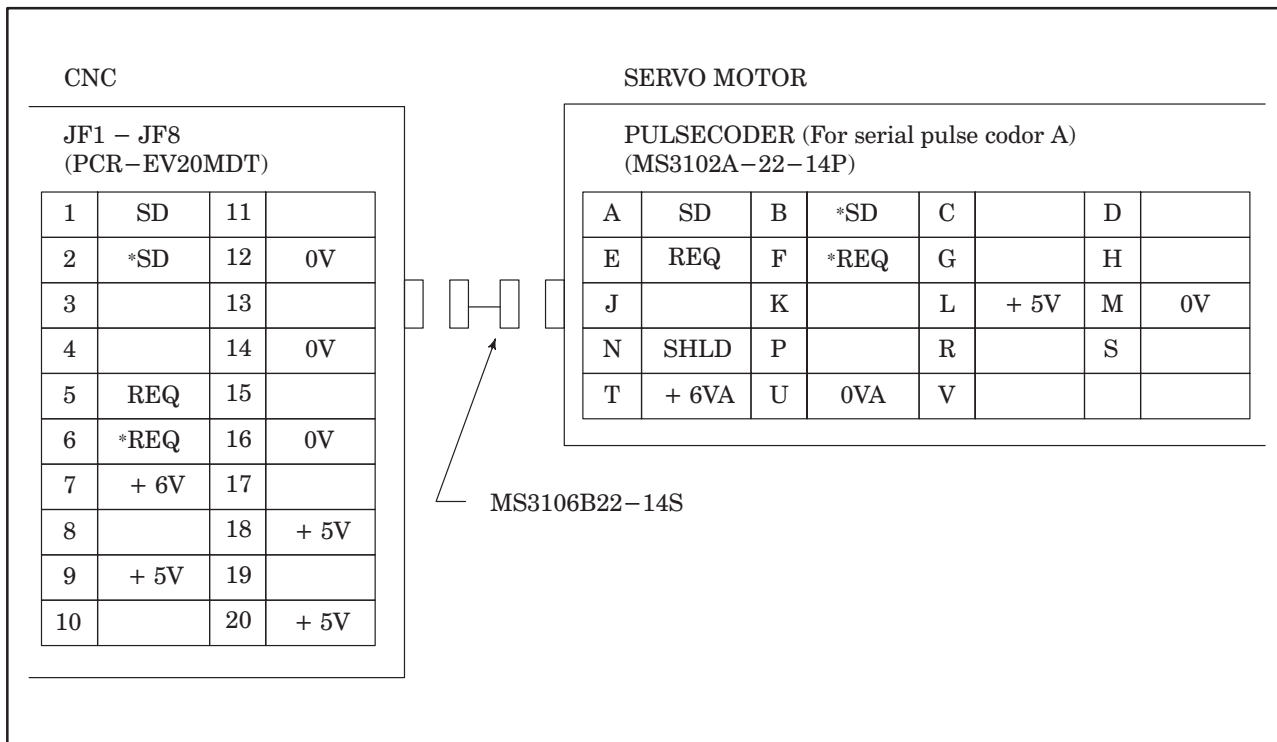 CNC
JF1 − JF8
(PCR−EV20MDT)
1 SD 11
2 *SD 12 0V
3 13
4 14 0V
5 REQ 15
6 *REQ 16 0V
7 + 6V 17
8 18 + 5V
9 + 5V 19
10 20 + 5V
SERVO MOTOR
PULSECODER (For serial pulse codor A)
(MS3102A−22−14P)
A SD B *SD C D
E REQ F *REQ G H
J K L + 5V M 0V
N SHLD P R S
T + 6VA U 0VA V
MS3106B22−14S